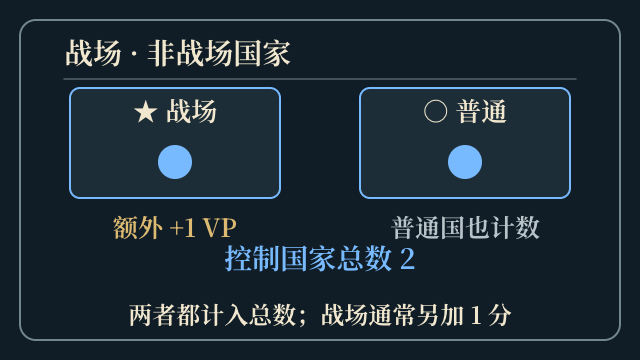 战场 · 非战场国家
★ 战场
○ 普通
额外 +1 VP
普通国也计数
控制国家总数 2
两者都计入总数；战场通常另加 1 分